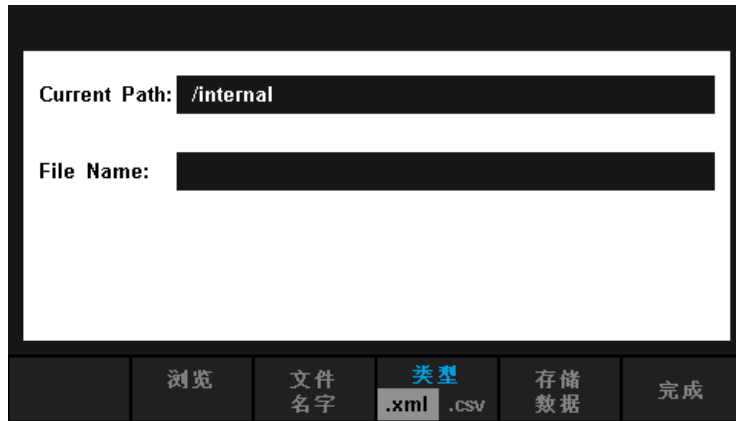 Current Path: /internal
File Name:
浏览
文件
名字
类型
.xml .csv
存储
数据
完成